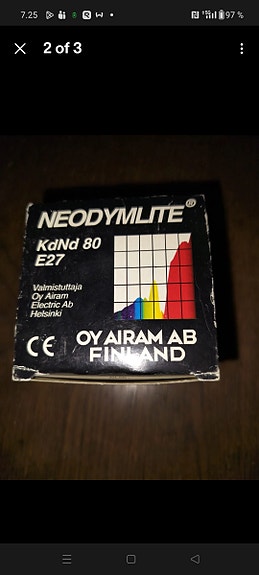 7.25 97 %
2 of 3
NEODYMLITE®
KdNd 80
E27
Valmistuttaja
Oy Airam
Electric Ab
Helsinki
CE
OY AIRAM AB
FINLAND